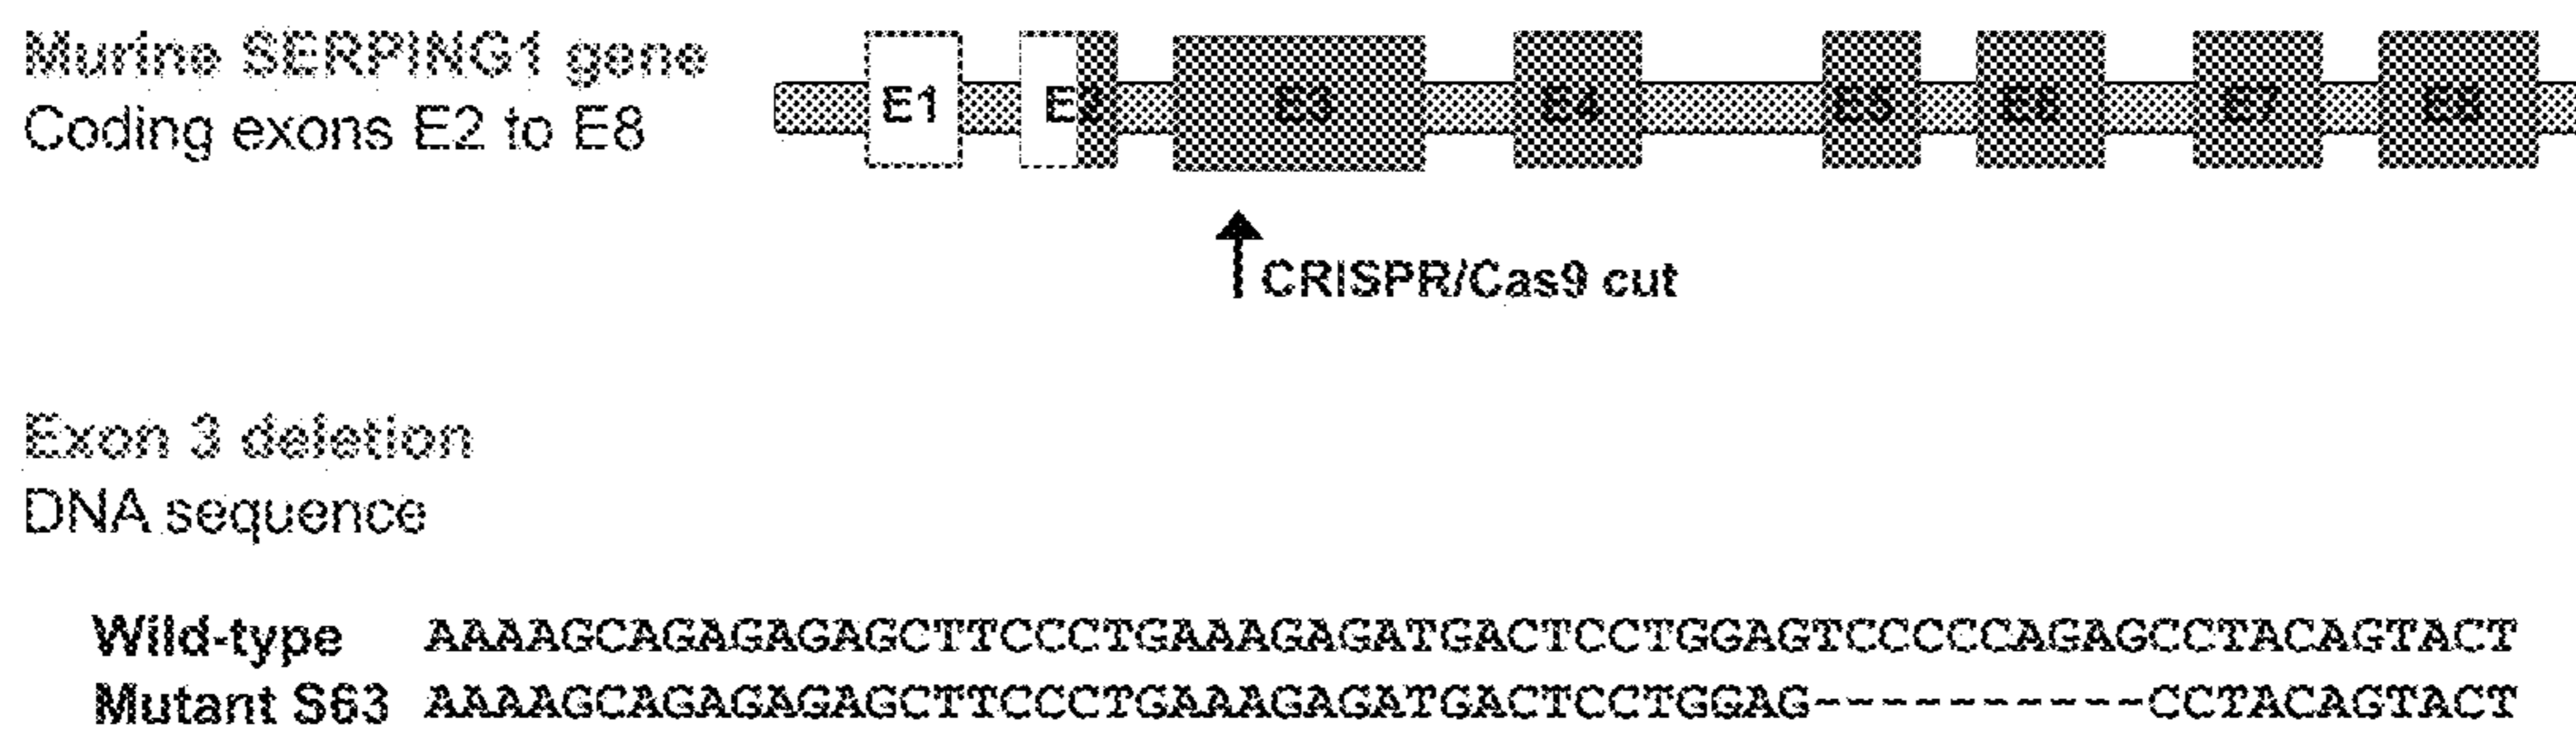 Murine SERPING1 gene
Coding exons E2 to E8
E1 E2 E3 E4 E5 E6 E7 E8
CRISPR/Cas9 cut
Exon 3 deletion
DNA sequence
Wild-type AAAAGCAGAGAGAGCTTCCCTGAAAGAGATGACTCCTGGAGTCCCCCAGAGCCTACAGTACT
Mutant S63 AAAAGCAGAGAGAGCTTCCCTGAAAGAGATGACTCCTGGAG----------CCTACAGTACT